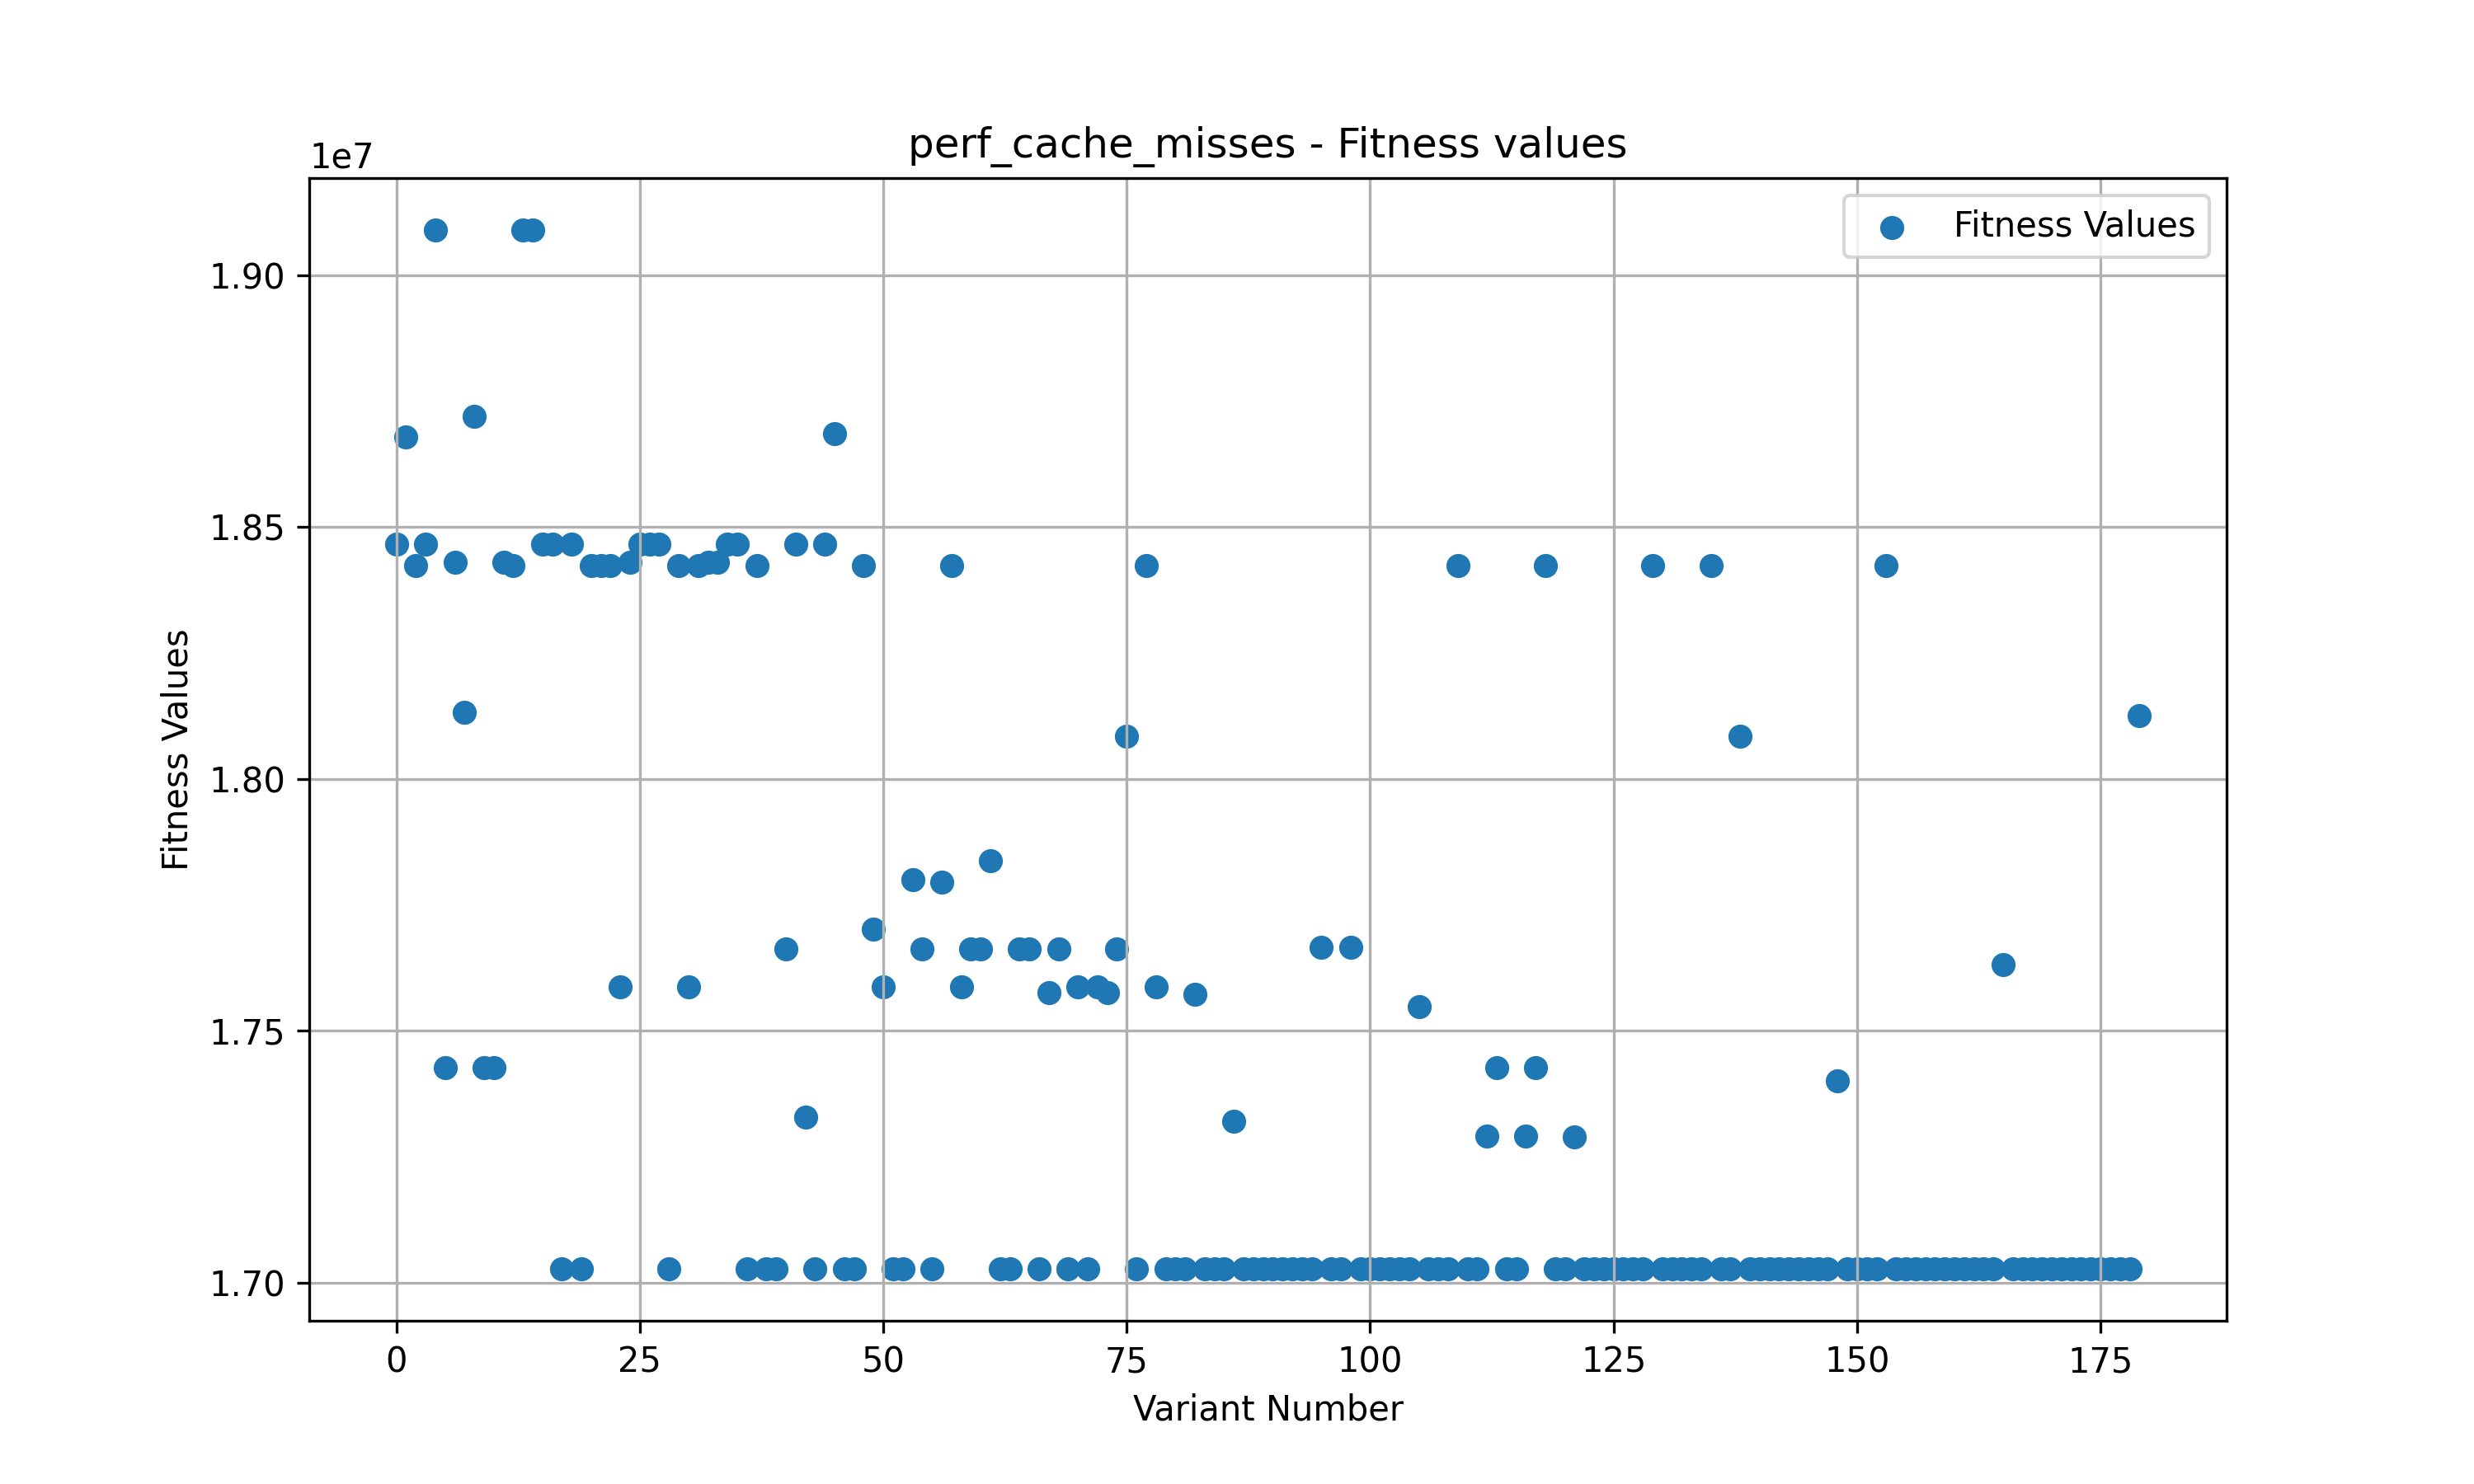 perf_cache_misses - Fitness values
1e7
Fitness Values
1.90
1.85
1.80
1.75
1.70
Fitness Values
0 25 50 75 100 125 150 175
Variant Number